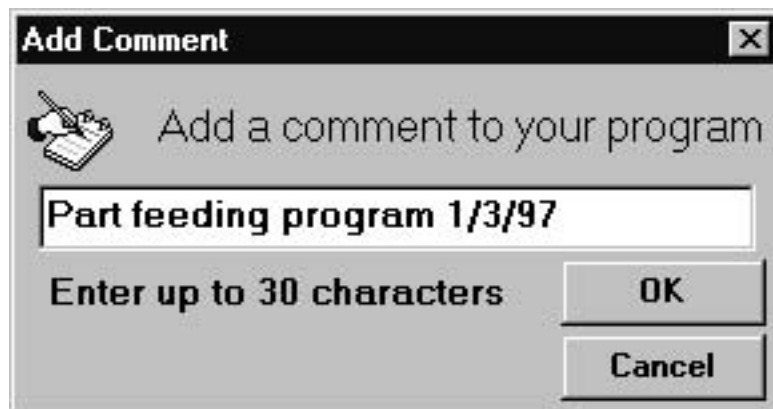 Add Comment
Add a comment to your program
Part feeding program 1/3/97
Enter up to 30 characters
OK
Cancel